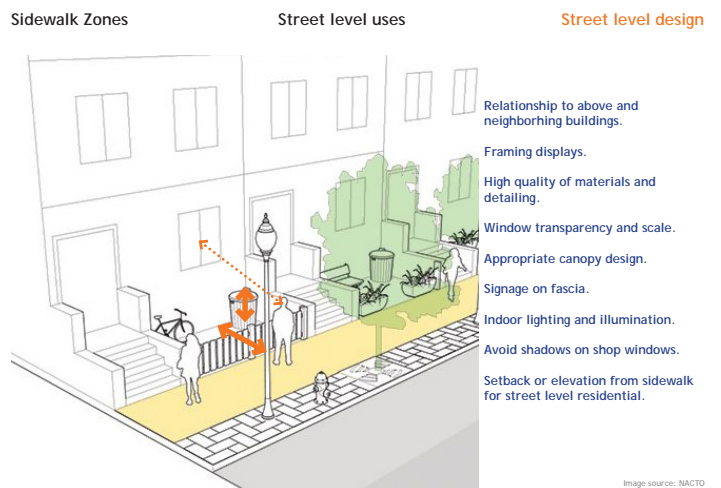 Sidewalk Zones
Street level uses
Street level design
Relationship to above and
neighborhing buildings.
Framing displays.
High quality of materials and
detailing.
Window transparency and scale.
Appropriate canopy design.
Signage on fascia.
Indoor lighting and illumination.
Avoid shadows on shop windows.
Setback or elevation from sidewalk
for street level residential.
Image source: NACTO